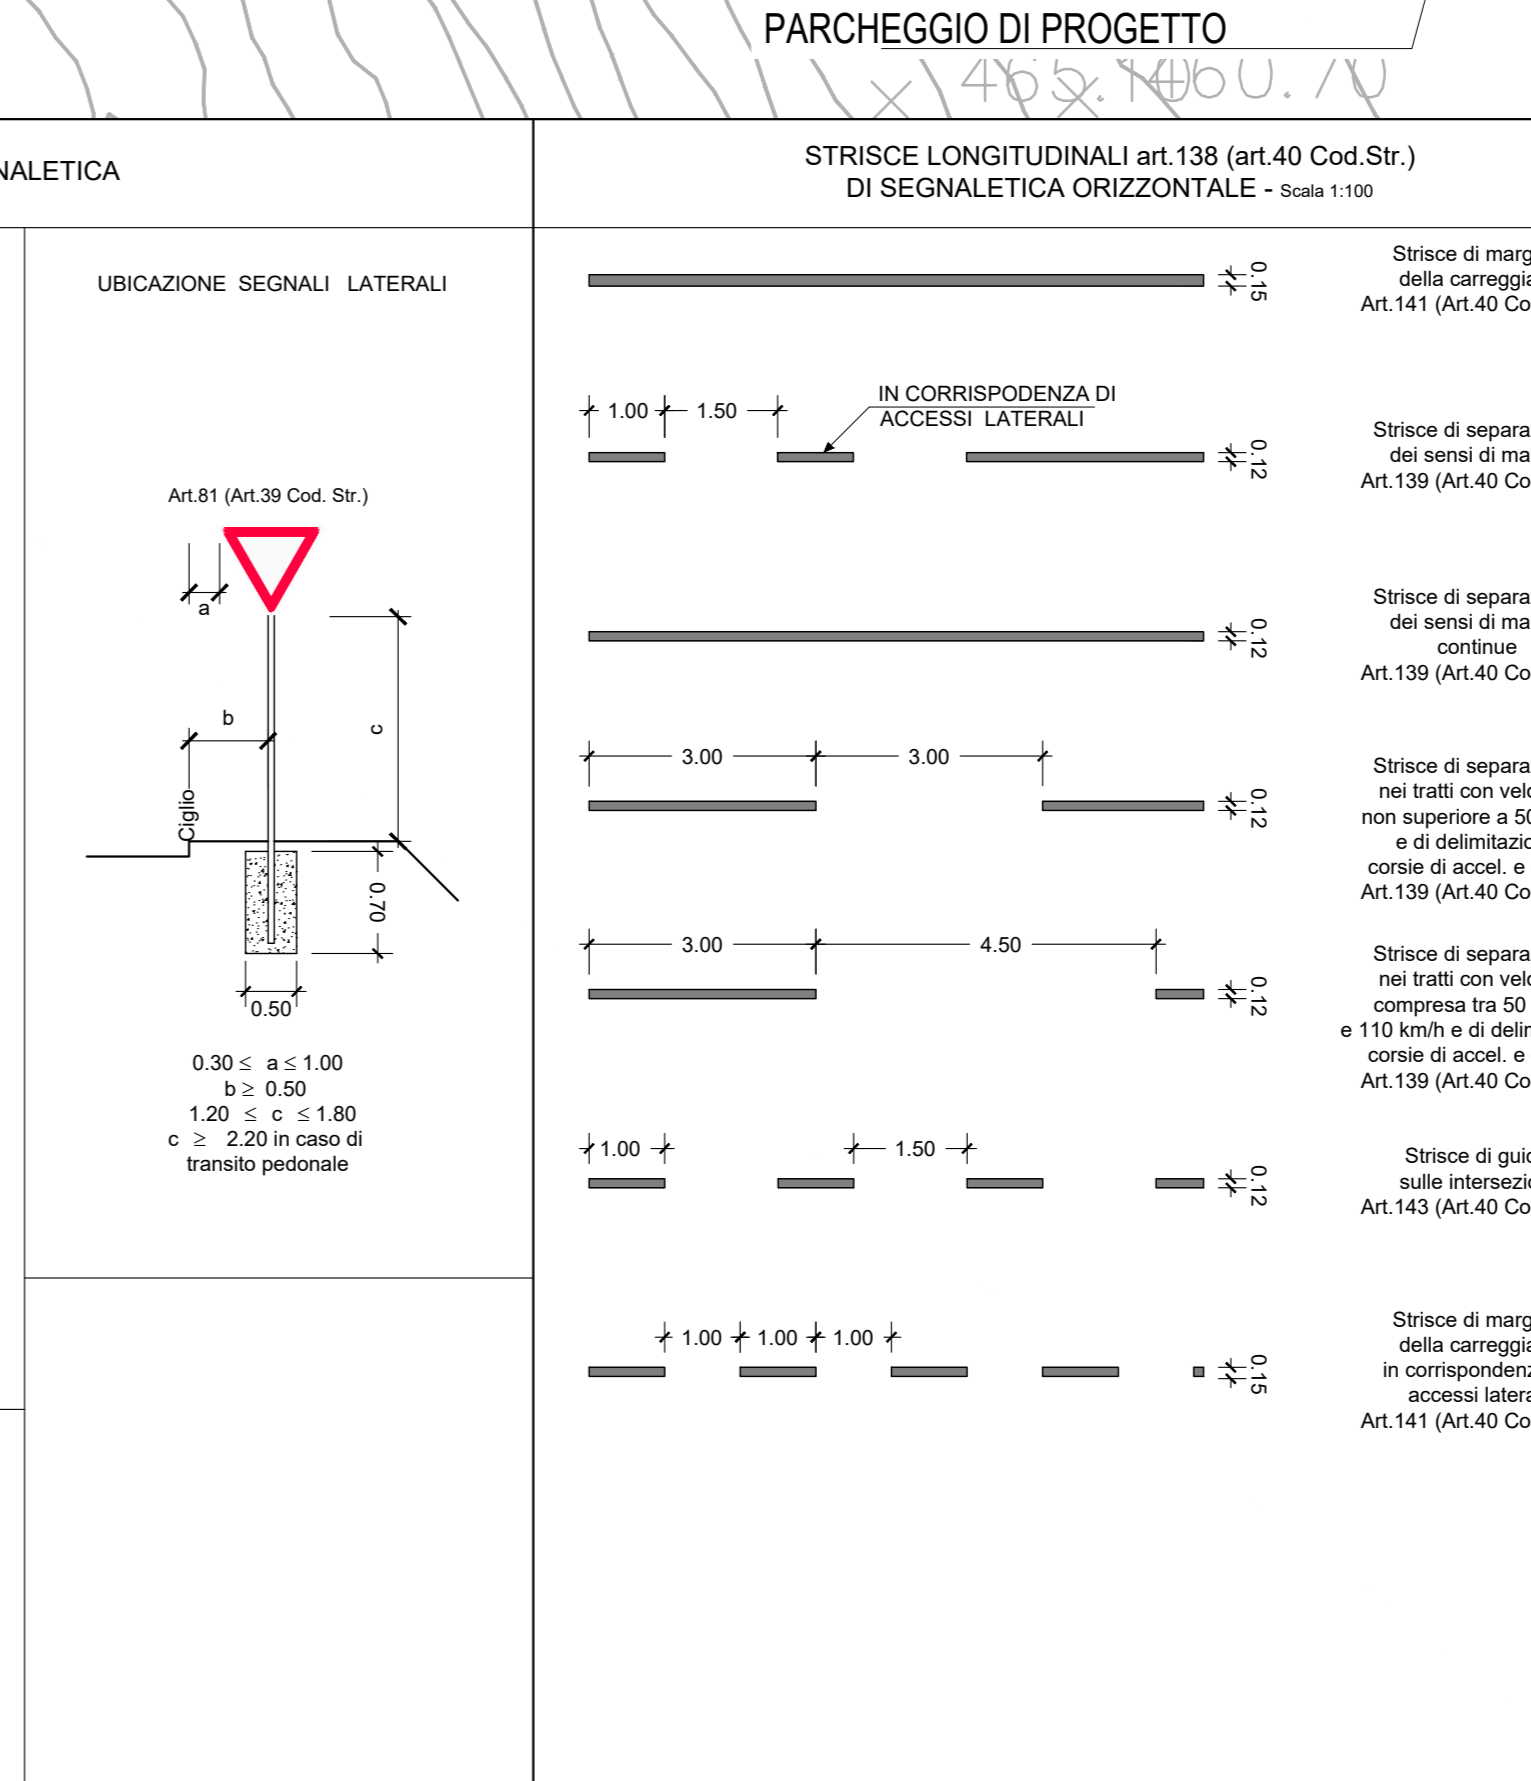 PARCHEGGIO DI PROGETTO
NALETICA
STRISCE LONGITUDINALI art.138 (art.40 Cod.Str.)
DI SEGNALETICA ORIZZONTALE - Scala 1:100
UBICAZIONE SEGNALI LATERALI
Art.81 (Art.39 Cod. Str.)
a
b
c
Ciglio
0.70
0.50
0.30 ≤ a ≤ 1.00
b ≥ 0.50
1.20 ≤ c ≤ 1.80
c ≥ 2.20 in caso di
transito pedonale
0.15
Strisce di marg
della carreggia
Art.141 (Art.40 Co
1.00 1.50
IN CORRISPODENZA DI
ACCESSI LATERALI
0.12
Strisce di separa
dei sensi di ma
Art.139 (Art.40 Co
0.12
Strisce di separa
dei sensi di ma
continue
Art.139 (Art.40 Co
3.00 3.00
0.12
Strisce di separa
nei tratti con velo
non superiore a 50
e di delimitazio
corsie di accel. e
Art.139 (Art.40 Co
3.00 4.50
0.12
Strisce di separa
nei tratti con velo
compresa tra 50
e 110 km/h e di delim
corsie di accel. e
Art.139 (Art.40 Co
1.00 1.50
0.12
Strisce di guid
sulle intersezio
Art.143 (Art.40 Co
1.00 1.00 1.00
0.15
Strisce di marg
della carreggia
in corrispondenz
accessi latera
Art.141 (Art.40 Co